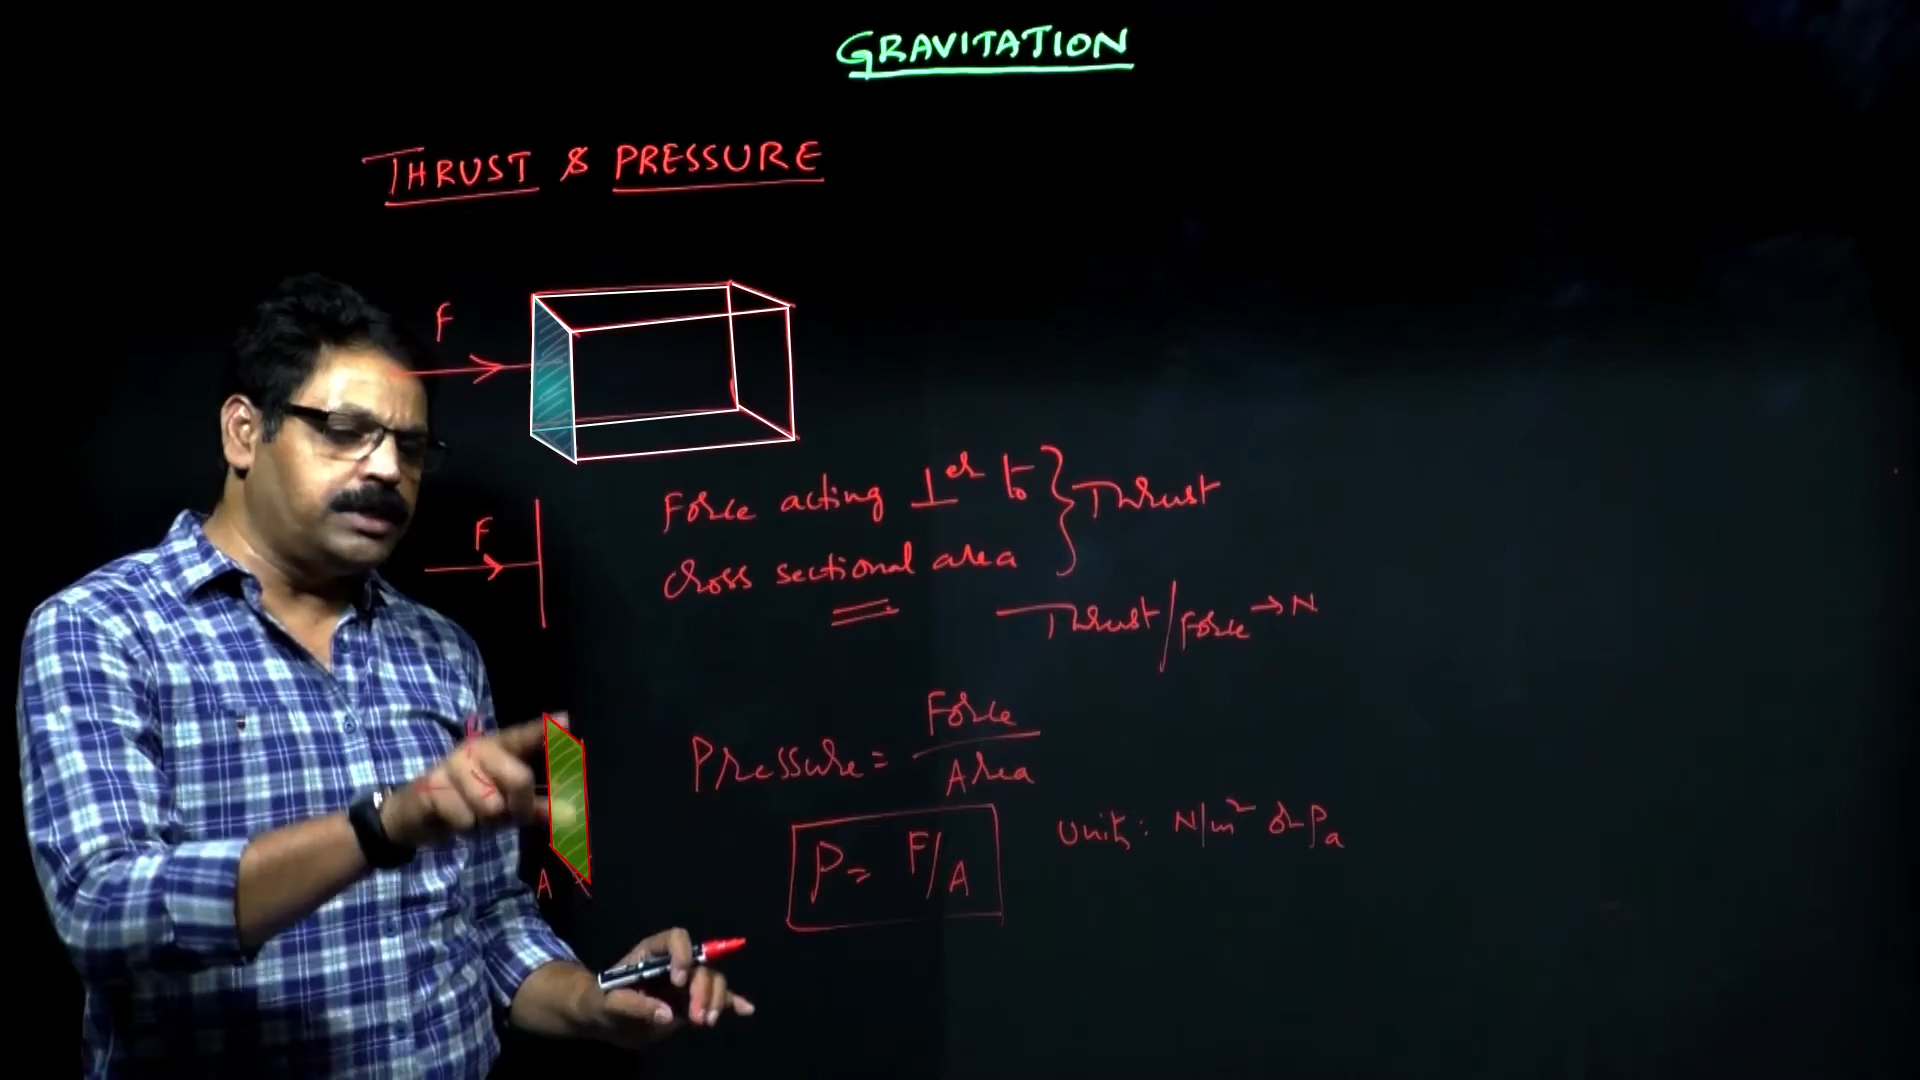 GRAVITATION
THRUST & PRESSURE
F
Force acting ⊥er to } Thrust
F
cross sectional area
Thrust/Force → N
Pressure = Force
Area
Unit: N/m² or Pa
P = F/A
A